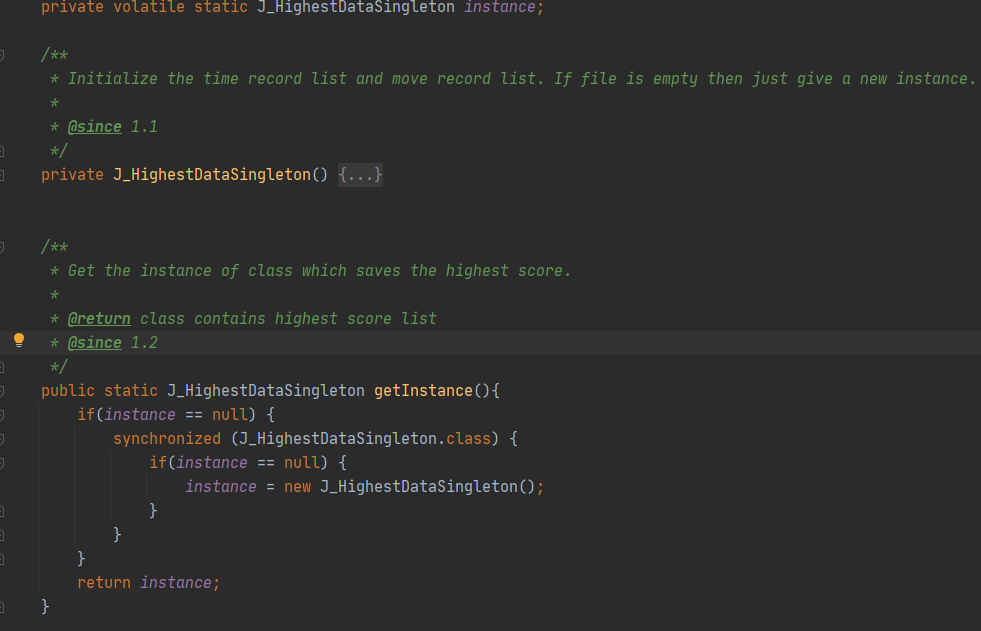 private volatile static J_HighestDataSingleton instance;
/**
* Initialize the time record list and move record list. If file is empty then just give a new instance.
*
* @since 1.1
*/
private J_HighestDataSingleton() {...}
/**
* Get the instance of class which saves the highest score.
*
* @return class contains highest score list
* @since 1.2
*/
public static J_HighestDataSingleton getInstance(){
if(instance == null) {
synchronized (J_HighestDataSingleton.class) {
if(instance == null) {
instance = new J_HighestDataSingleton();
}
}
}
return instance;
}